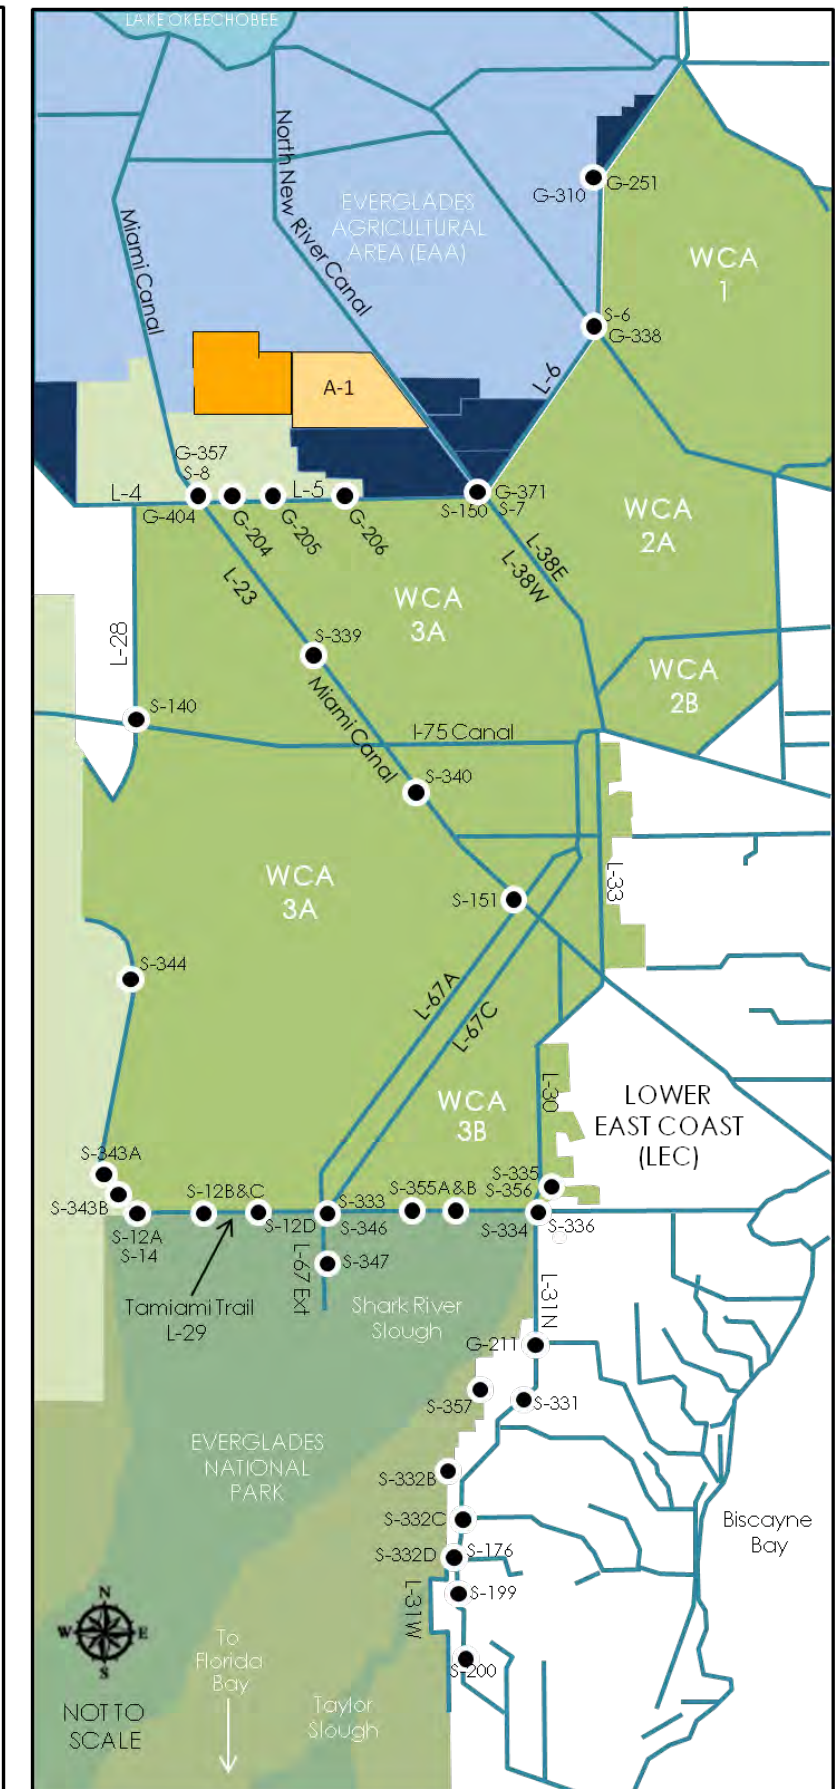 LAKE OKEECHOBEE
North New River Canal
G-310
G-251
EVERGLADES
AGRICULTURAL
AREA (EAA)
Miami Canal
WCA
1
S-6
G-338
L-6
A-1
G-357
S-8
L-4
L-5
G-404
G-204
G-205
G-206
G-371
S-150
S-7
WCA
2A
L-38E
L-38W
L-23
WCA
3A
L-28
S-339
WCA
2B
Miami Canal
S-140
I-75 Canal
S-340
WCA
3A
L-33
S-151
S-344
L-67A
L-67C
L-30
WCA
3B
LOWER
EAST COAST
(LEC)
S-343A
S-343B
S-12B&C
S-333
S-355A&B
S-335
S-356
S-12A
S-14
S-12D
S-346
S-334
S-336
L-67 Ext
S-347
Tamiami Trail
L-29
Shark River
Slough
L-31N
G-211
S-357
S-331
EVERGLADES
NATIONAL
PARK
S-332B
S-332C
Biscayne
Bay
S-332D
S-176
L-31W
S-199
N
W
E
S
To
Florida
Bay
S-200
NOT TO
SCALE
Taylor
Slough